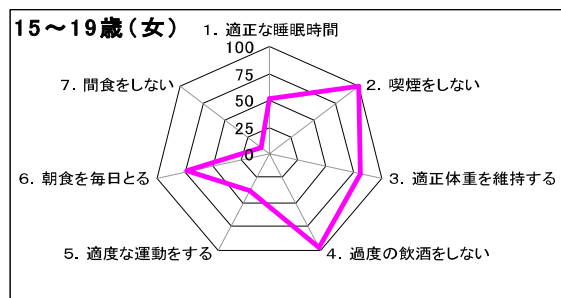 15～19歳(女)
1．適正な睡眠時間
100
75
50
25
0
2．喫煙をしない
3．適正体重を維持する
4．過度の飲酒をしない
5．適度な運動をする
6．朝食を毎日とる
7．間食をしない